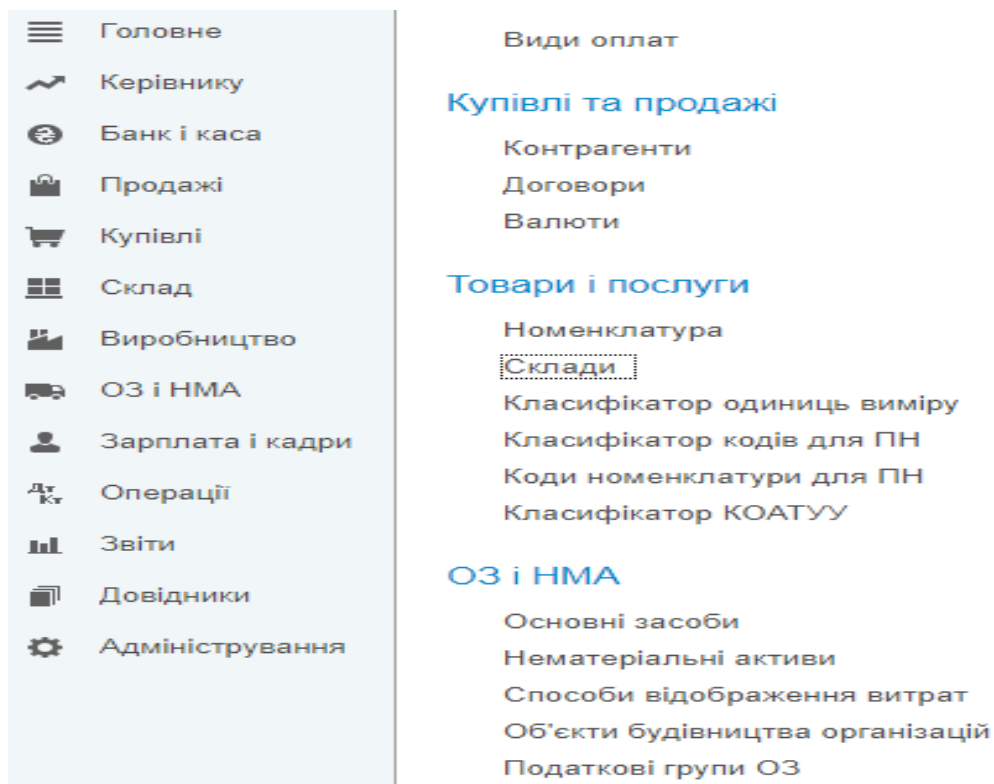 Головне
Керівнику
Банк і каса
Продажі
Купівлі
Склад
Виробництво
ОЗ і НМА
Зарплата і кадри
Дт Кт
Операції
Звіти
Довідники
Адміністрування
Види оплат
Купівлі та продажі
Контрагенти
Договори
Валюти
Товари і послуги
Номенклатура
Склади
Класифікатор одиниць виміру
Класифікатор кодів для ПН
Коди номенклатури для ПН
Класифікатор КОАТУУ
ОЗ і НМА
Основні засоби
Нематеріальні активи
Способи відображення витрат
Об'єкти будівництва організацій
Податкові групи ОЗ